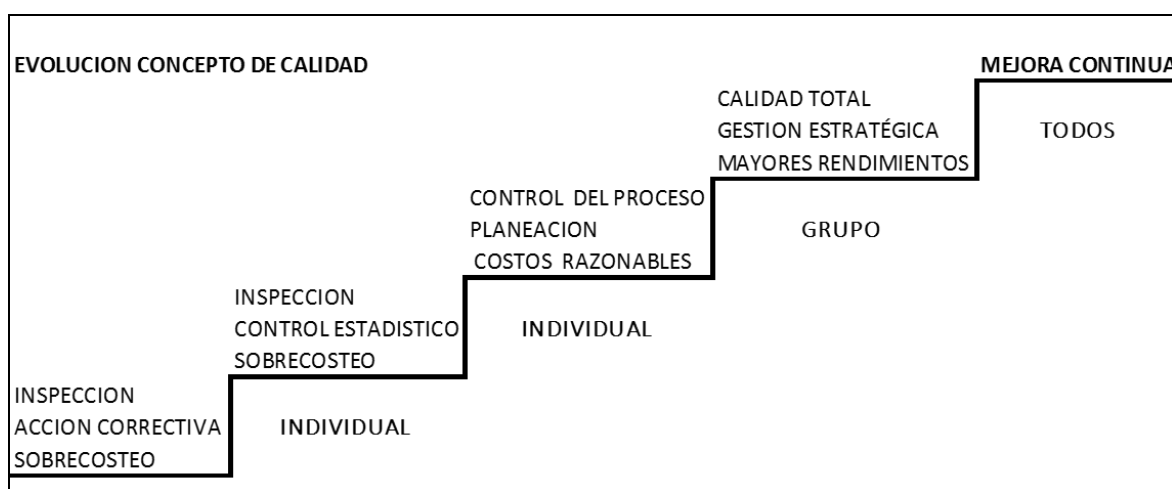 EVOLUCION CONCEPTO DE CALIDAD
MEJORA CONTINUA
CALIDAD TOTAL
GESTION ESTRATÉGICA
MAYORES RENDIMIENTOS
TODOS
CONTROL DEL PROCESO
PLANEACION
COSTOS RAZONABLES
GRUPO
INSPECCION
CONTROL ESTADISTICO
SOBRECOSTEO
INDIVIDUAL
INSPECCION
ACCION CORRECTIVA
SOBRECOSTEO
INDIVIDUAL